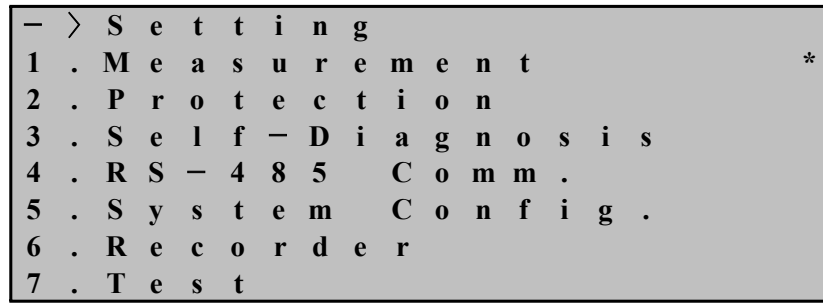 -> Setting
1.Measurement *
2.Protection
3.Self-Diagnosis
4.RS-485 Comm.
5.System Config.
6.Recorder
7.Test